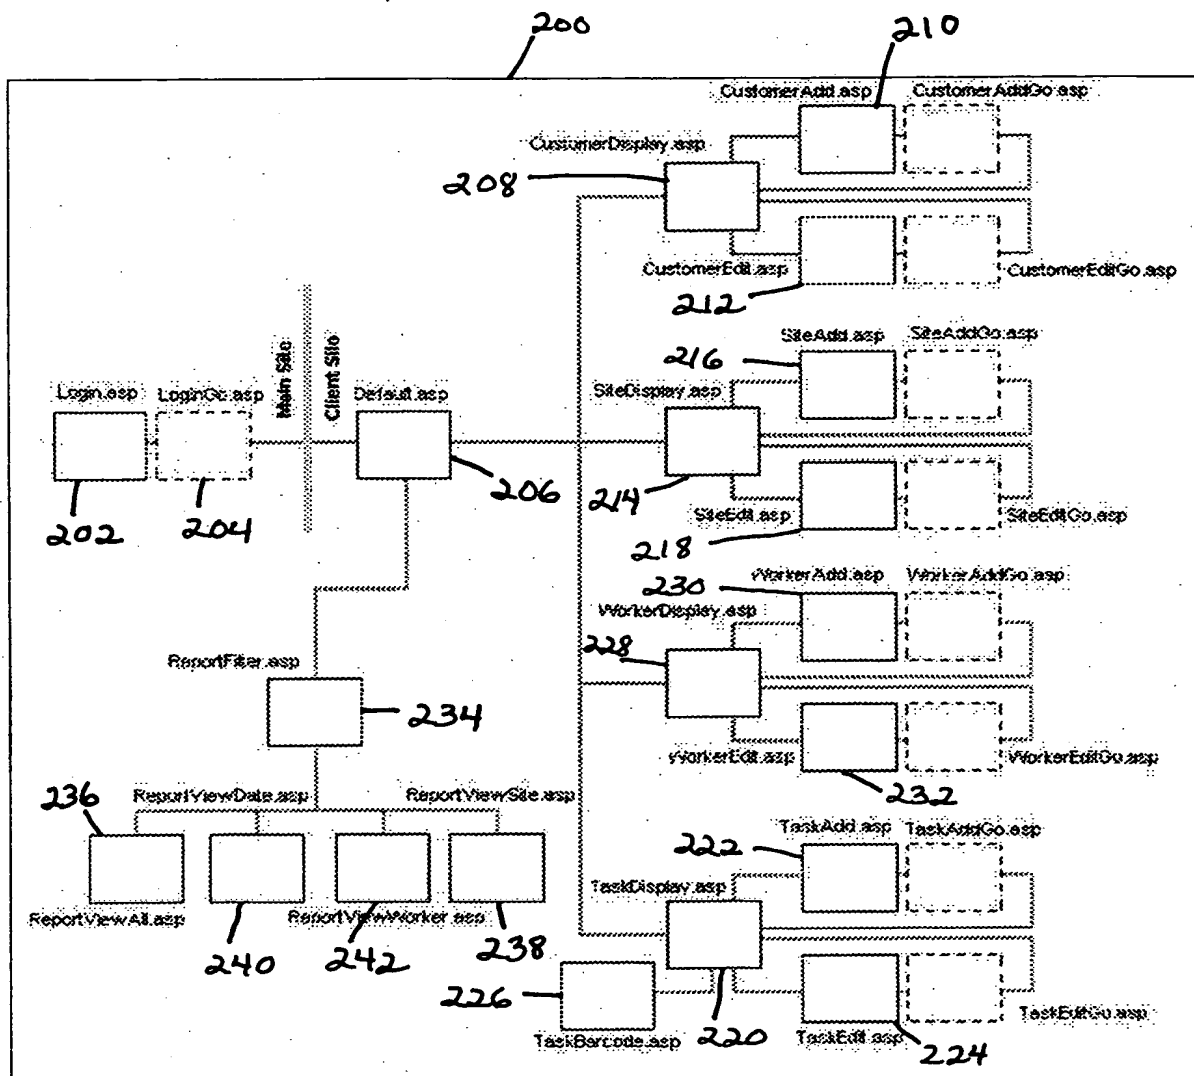 200
210
CustomerAdd.asp
CustomerAddGo.asp
CustomerDisplay.asp
208
CustomerEdit.asp
CustomerEditGo.asp
212
SiteAdd.asp
SiteAddGo.asp
216
Main Site
Client Site
Login.asp
LoginGo.asp
Default.asp
SiteDisplay.asp
202
204
206
214
SiteEdit.asp
SiteEditGo.asp
218
WorkerAdd.asp
WorkerAddGo.asp
230
WorkerDisplay.asp
228
ReportFilter.asp
234
WorkerEdit.asp
WorkerEditGo.asp
232
236
ReportViewDate.asp
ReportViewSite.asp
TaskAdd.asp
TaskAddGo.asp
222
TaskDisplay.asp
ReportViewAll.asp
ReportViewWorker.asp
240
242
238
226
220
TaskBarcode.asp
TaskEdit.asp
TaskEditGo.asp
224